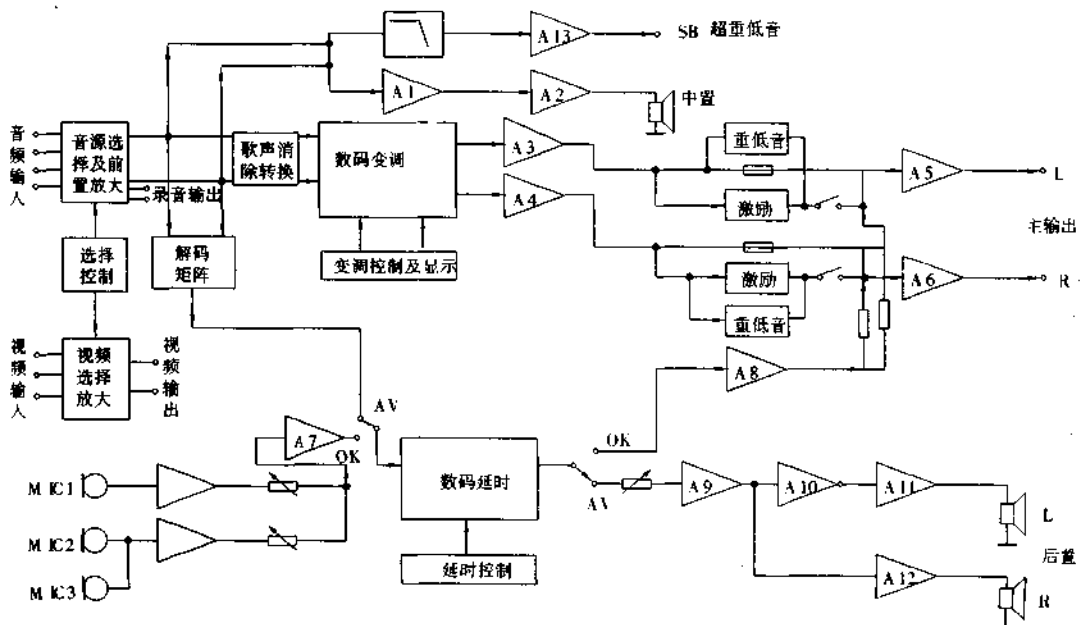 A13
SB 超重低音
A1
A2
中置
音频输入
音源选择及前置放大
录音输出
歌声消除转换
数码变调
A3
A4
重低音
激励
A5
L
主输出
选择控制
解码矩阵
变调控制及显示
激励
重低音
A6
R
视频输入
视频选择放大
视频输出
A8
AV
A7
OK
OK
MIC1
数码延时
AV
A9
A10
A11
L
MIC2
后置
延时控制
A12
MIC3
R